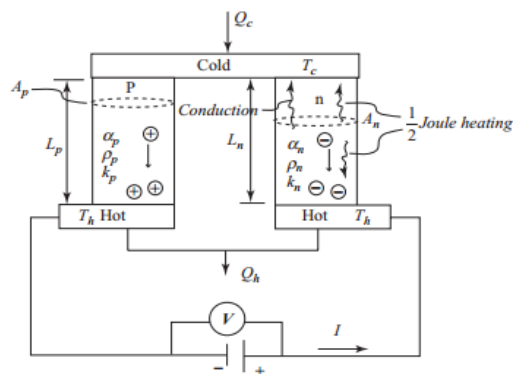 Q_c
Cold T_c
A_p P n
Conduction A_n
L_p L_n 1/2 Joule heating
α_p ⊕ α_n ⊖
ρ_p ρ_n
k_p ⊕ ⊕ k_n ⊖ ⊖
T_h Hot Hot T_h
Q_h
V
I
− +